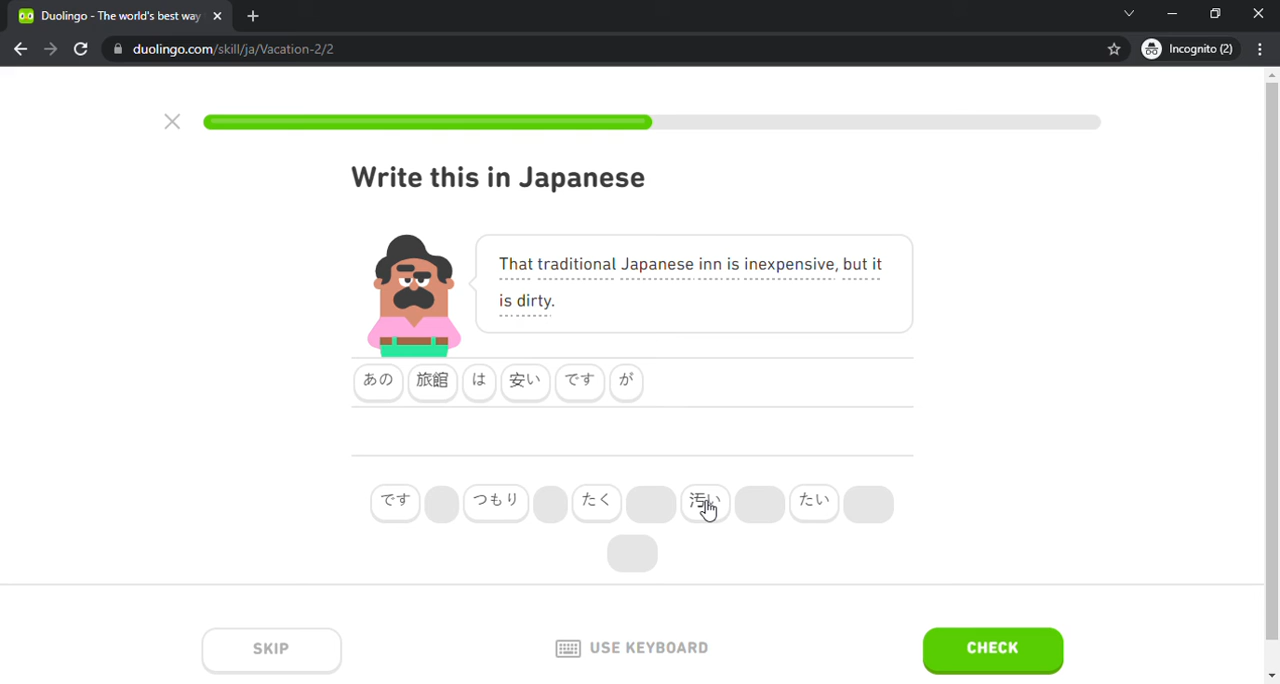 Duolingo - The world's best way
duolingo.com/skill/ja/Vacation-2/2
Incognito (2)
Write this in Japanese
That traditional Japanese inn is inexpensive, but it
is dirty.
あの 旅館 は 安い です が
です つもり たく 汚い たい
SKIP
USE KEYBOARD
CHECK